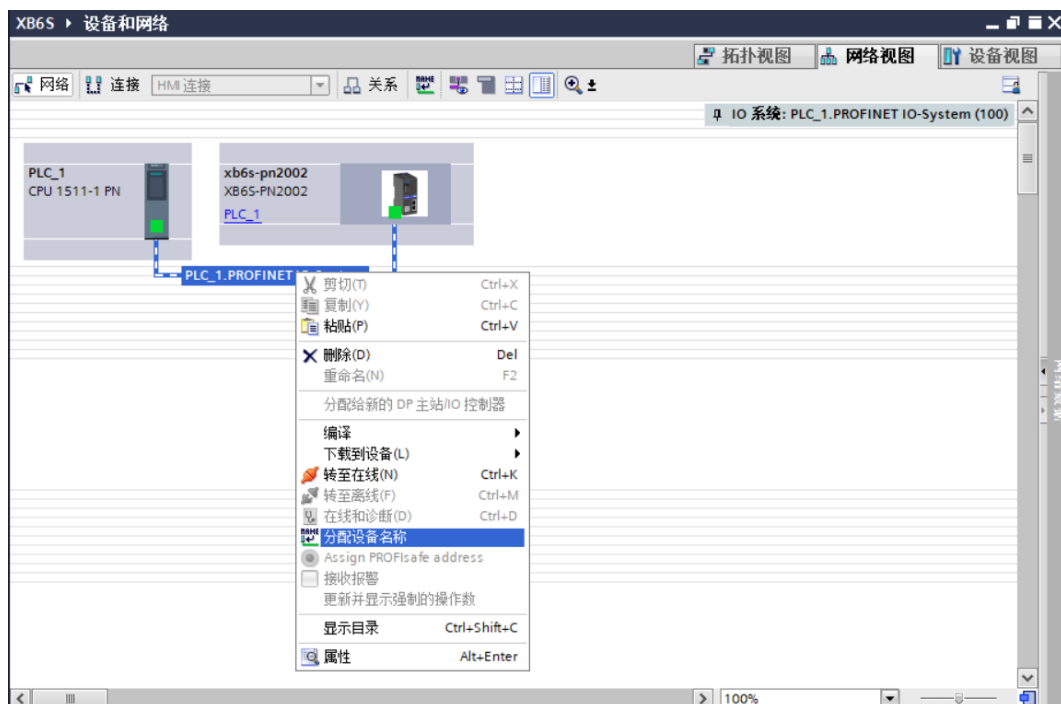 XB6S ▸ 设备和网络
拓扑视图 网络视图 设备视图
网络 连接 HMI 连接 关系
IO 系统: PLC_1.PROFINET IO-System (100)
PLC_1
CPU 1511-1 PN
xb6s-pn2002
XB6S-PN2002
PLC_1
PLC_1.PROFINET
剪切(T) Ctrl+X
复制(Y) Ctrl+C
粘贴(P) Ctrl+V
删除(D) Del
重命名(N) F2
分配给新的 DP 主站/IO 控制器
编译
下载到设备(L)
转至在线(N) Ctrl+K
转至离线(F) Ctrl+M
在线和诊断(D) Ctrl+D
分配设备名称
Assign PROFIsafe address
接收报警
更新并显示强制的操作数
显示目录 Ctrl+Shift+C
属性 Alt+Enter
100%